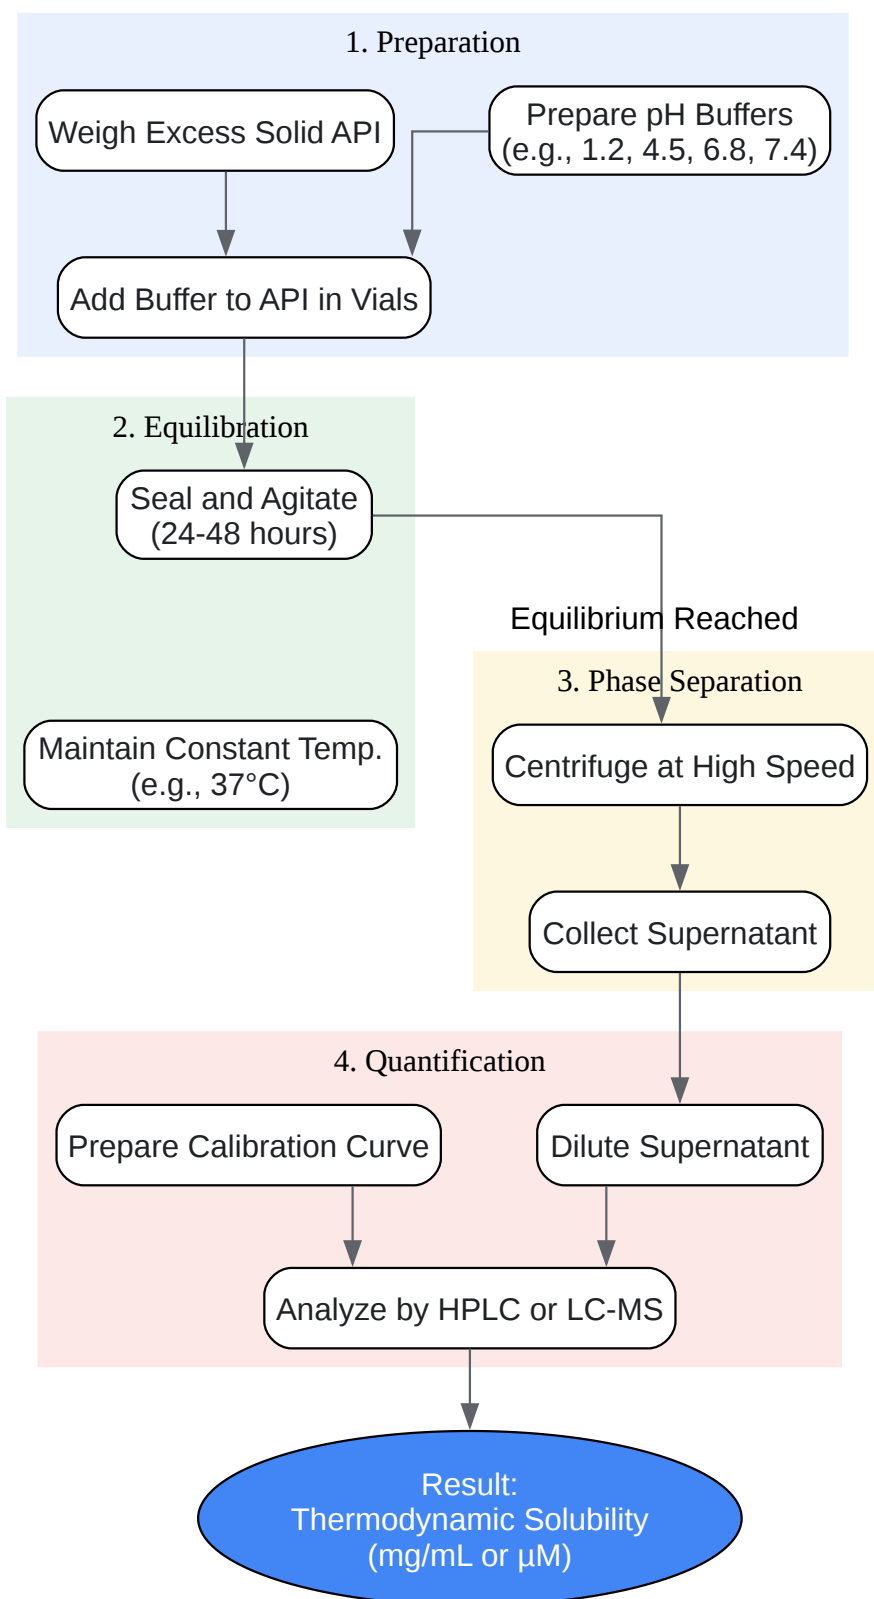 1. Preparation
Weigh Excess Solid API
Prepare pH Buffers
(e.g., 1.2, 4.5, 6.8, 7.4)
Add Buffer to API in Vials
2. Equilibration
Seal and Agitate
(24-48 hours)
Equilibrium Reached
3. Phase Separation
Maintain Constant Temp.
(e.g., 37°C)
Centrifuge at High Speed
Collect Supernatant
4. Quantification
Prepare Calibration Curve
Dilute Supernatant
Analyze by HPLC or LC-MS
Result:
Thermodynamic Solubility
(mg/mL or µM)